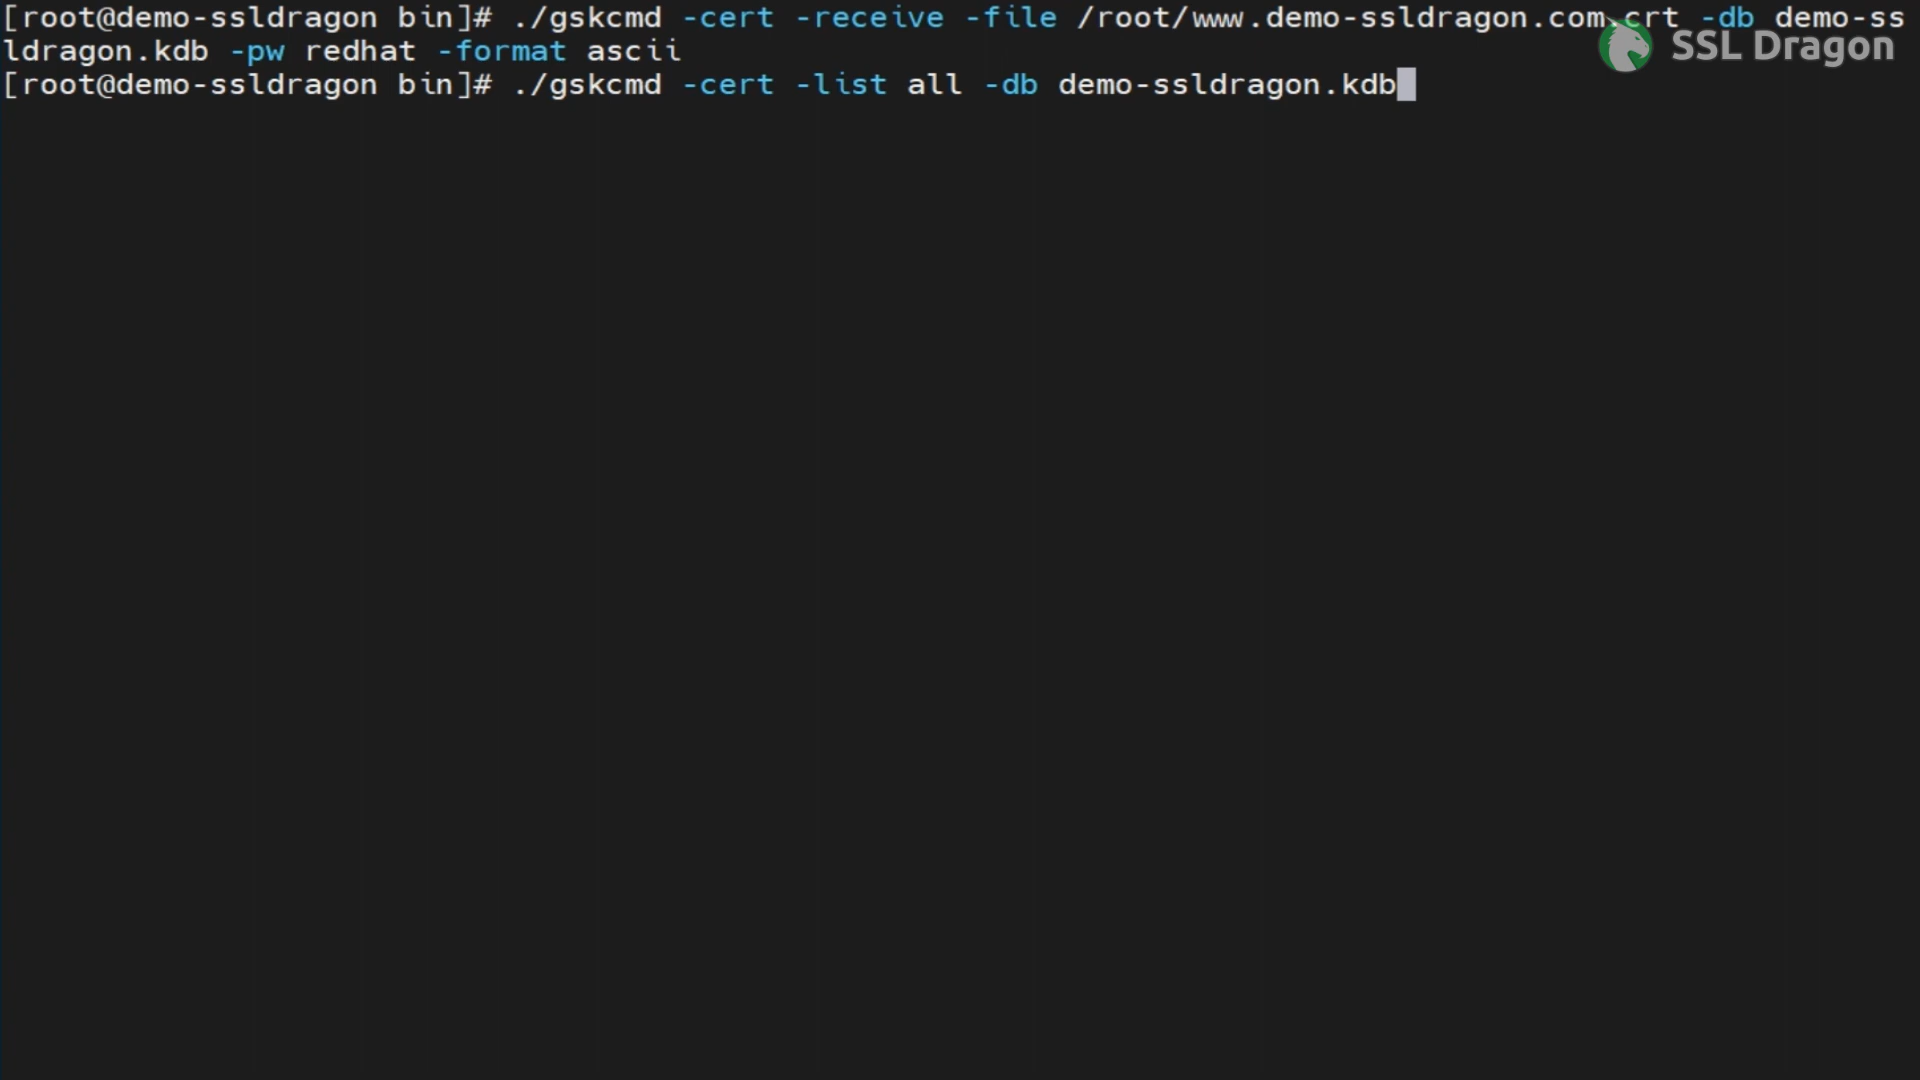 [root@demo-ssldragon bin]# ./gskcmd -cert -receive -file /root/www.demo-ssldragon.com.crt -db demo-ss
ldragon.kdb -pw redhat -format ascii
[root@demo-ssldragon bin]# ./gskcmd -cert -list all -db demo-ssldragon.kdb
SSL Dragon